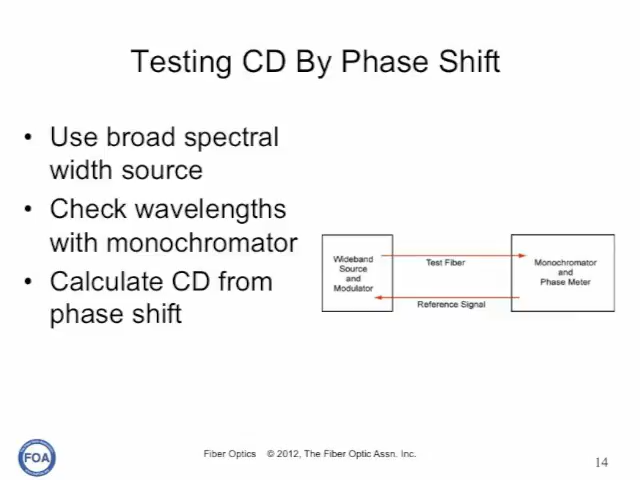 Testing CD By Phase Shift
• Use broad spectral
width source
• Check wavelengths
with monochromator
• Calculate CD from
phase shift
Wideband
Source
and
Modulator
Test Fiber
Reference Signal
Monochromator
and
Phase Meter
FOA
Fiber Optics © 2012, The Fiber Optic Assn. Inc.
14